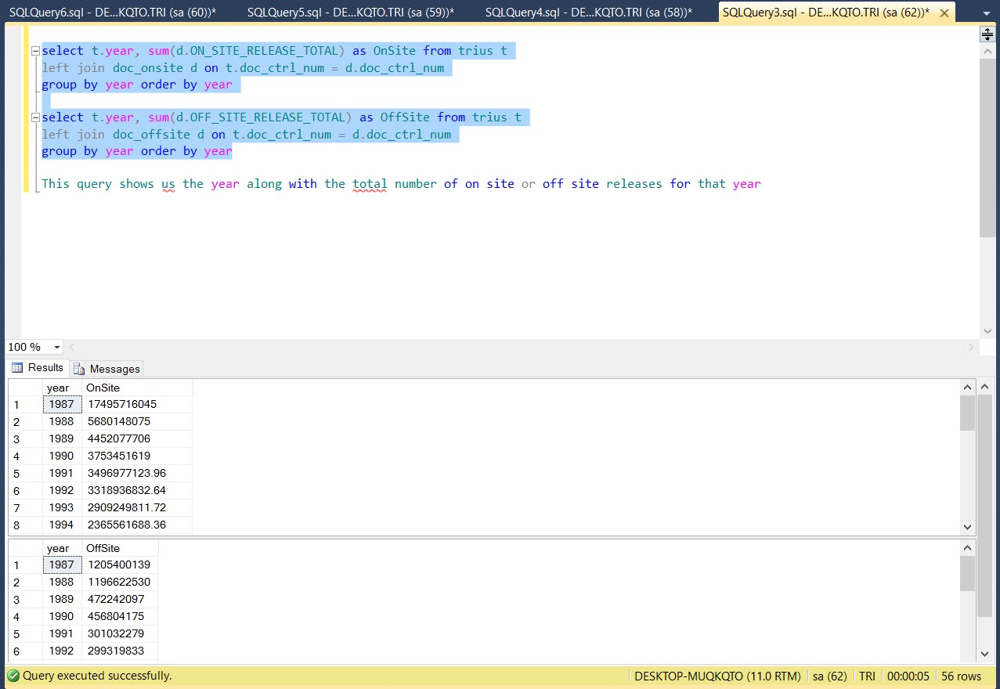 SQLQuery6.sql - DE...KQTO.TRI (sa (60))* SQLQuery5.sql - DE...KQTO.TRI (sa (59))* SQLQuery4.sql - DE...KQTO.TRI (sa (58))* SQLQuery3.sql - DE...KQTO.TRI (sa (62))*
select t.year, sum(d.ON_SITE_RELEASE_TOTAL) as OnSite from trius t
left join doc_onsite d on t.doc_ctrl_num = d.doc_ctrl_num
group by year order by year
select t.year, sum(d.OFF_SITE_RELEASE_TOTAL) as OffSite from trius t
left join doc_offsite d on t.doc_ctrl_num = d.doc_ctrl_num
group by year order by year
This query shows us the year along with the total number of on site or off site releases for that year
100 %
Results Messages
year OnSite
1 1987 17495716045
2 1988 5680148075
3 1989 4452077706
4 1990 3753451619
5 1991 3496977123.96
6 1992 3318936832.64
7 1993 2909249811.72
8 1994 2365561688.36
year OffSite
1 1987 1205400139
2 1988 1196622530
3 1989 472242097
4 1990 456804175
5 1991 301032279
6 1992 299319833
Query executed successfully. DESKTOP-MUQKQTO (11.0 RTM) sa (62) TRI 00:00:05 56 rows